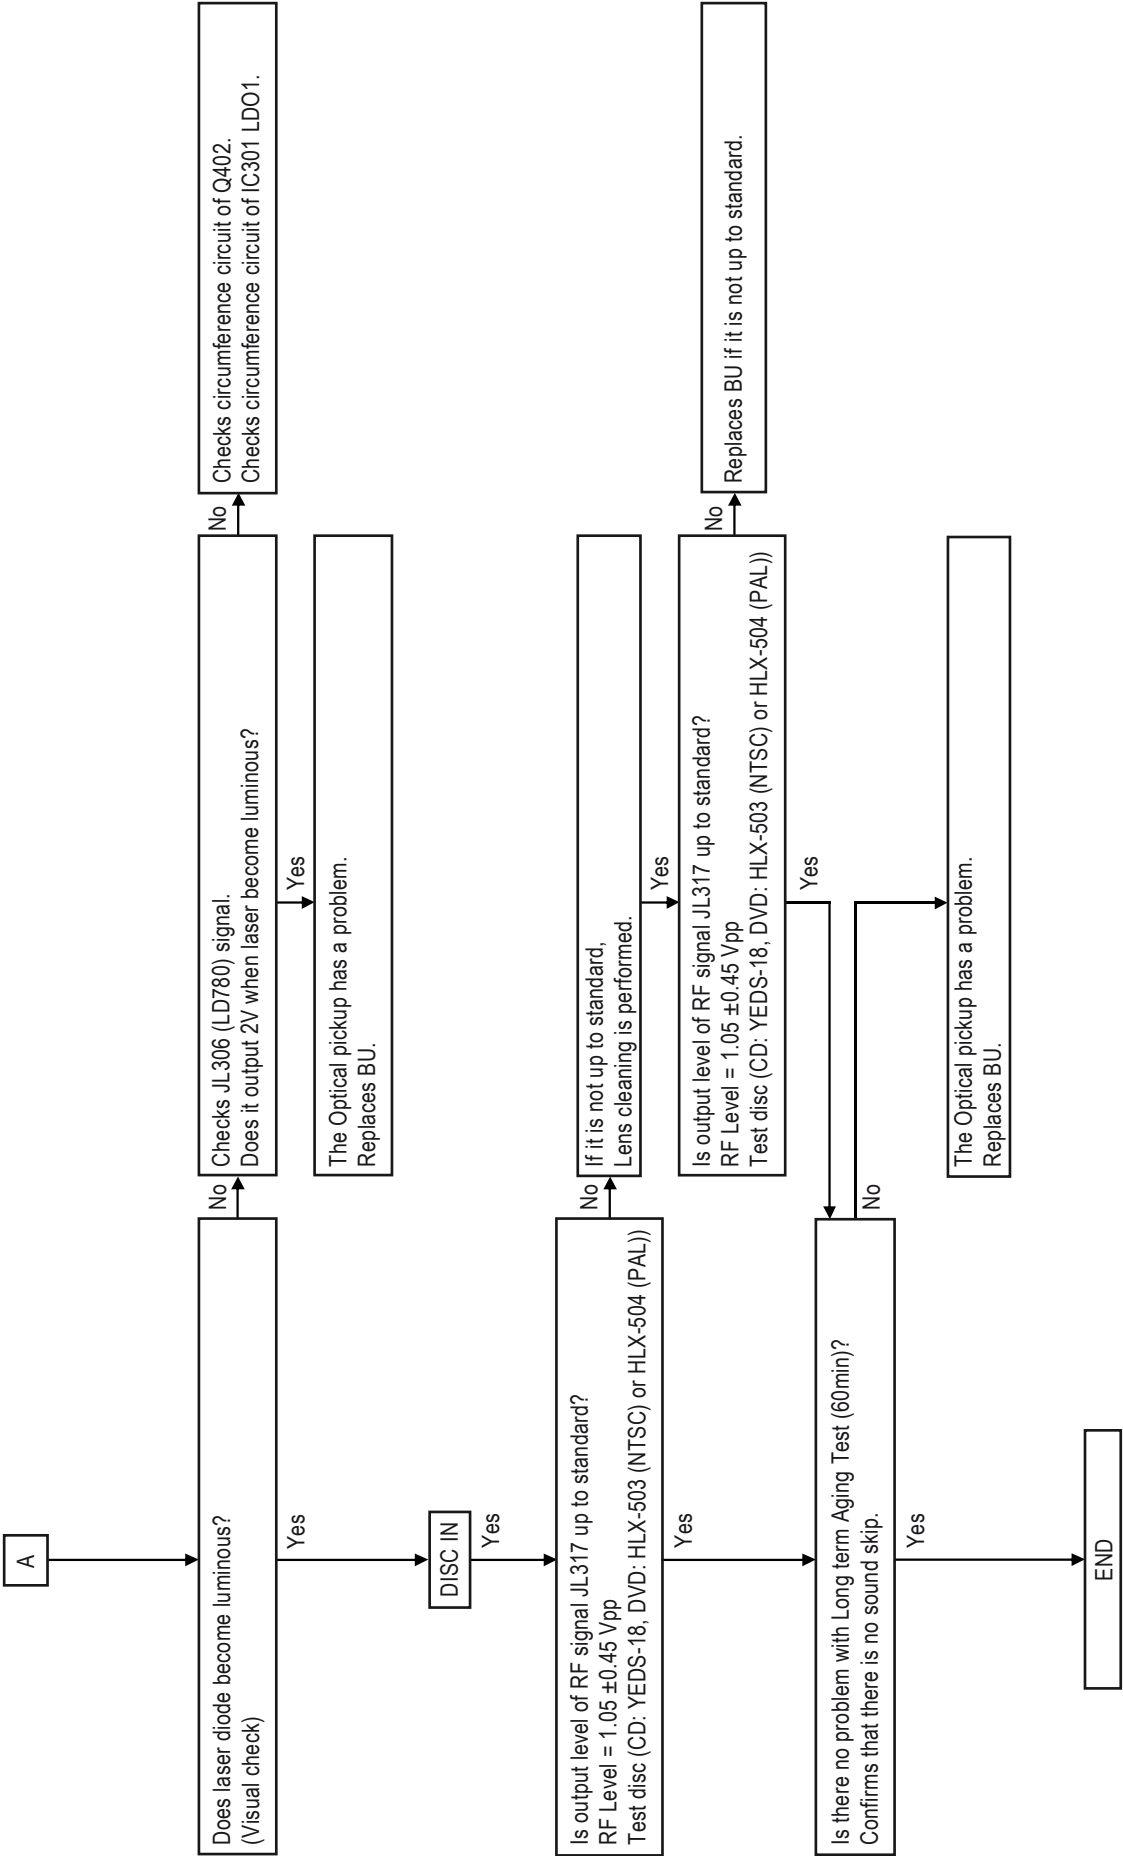 A
Does laser diode become luminous?
(Visual check)
No
Checks JL306 (LD780) signal.
Does it output 2V when laser become luminous?
No
Checks circumference circuit of Q402.
Checks circumference circuit of IC301 LDO1.
Yes
Yes
The Optical pickup has a problem.
Replaces BU.
DISC IN
Yes
Is output level of RF signal JL317 up to standard?
RF Level = 1.05 ±0.45 Vpp
Test disc (CD: YEDS-18, DVD: HLX-503 (NTSC) or HLX-504 (PAL))
No
If it is not up to standard,
Lens cleaning is performed.
Yes
Yes
Is output level of RF signal JL317 up to standard?
RF Level = 1.05 ±0.45 Vpp
Test disc (CD: YEDS-18, DVD: HLX-503 (NTSC) or HLX-504 (PAL))
No
Replaces BU if it is not up to standard.
Yes
Is there no problem with Long term Aging Test (60min)?
Confirms that there is no sound skip.
No
Yes
The Optical pickup has a problem.
Replaces BU.
END